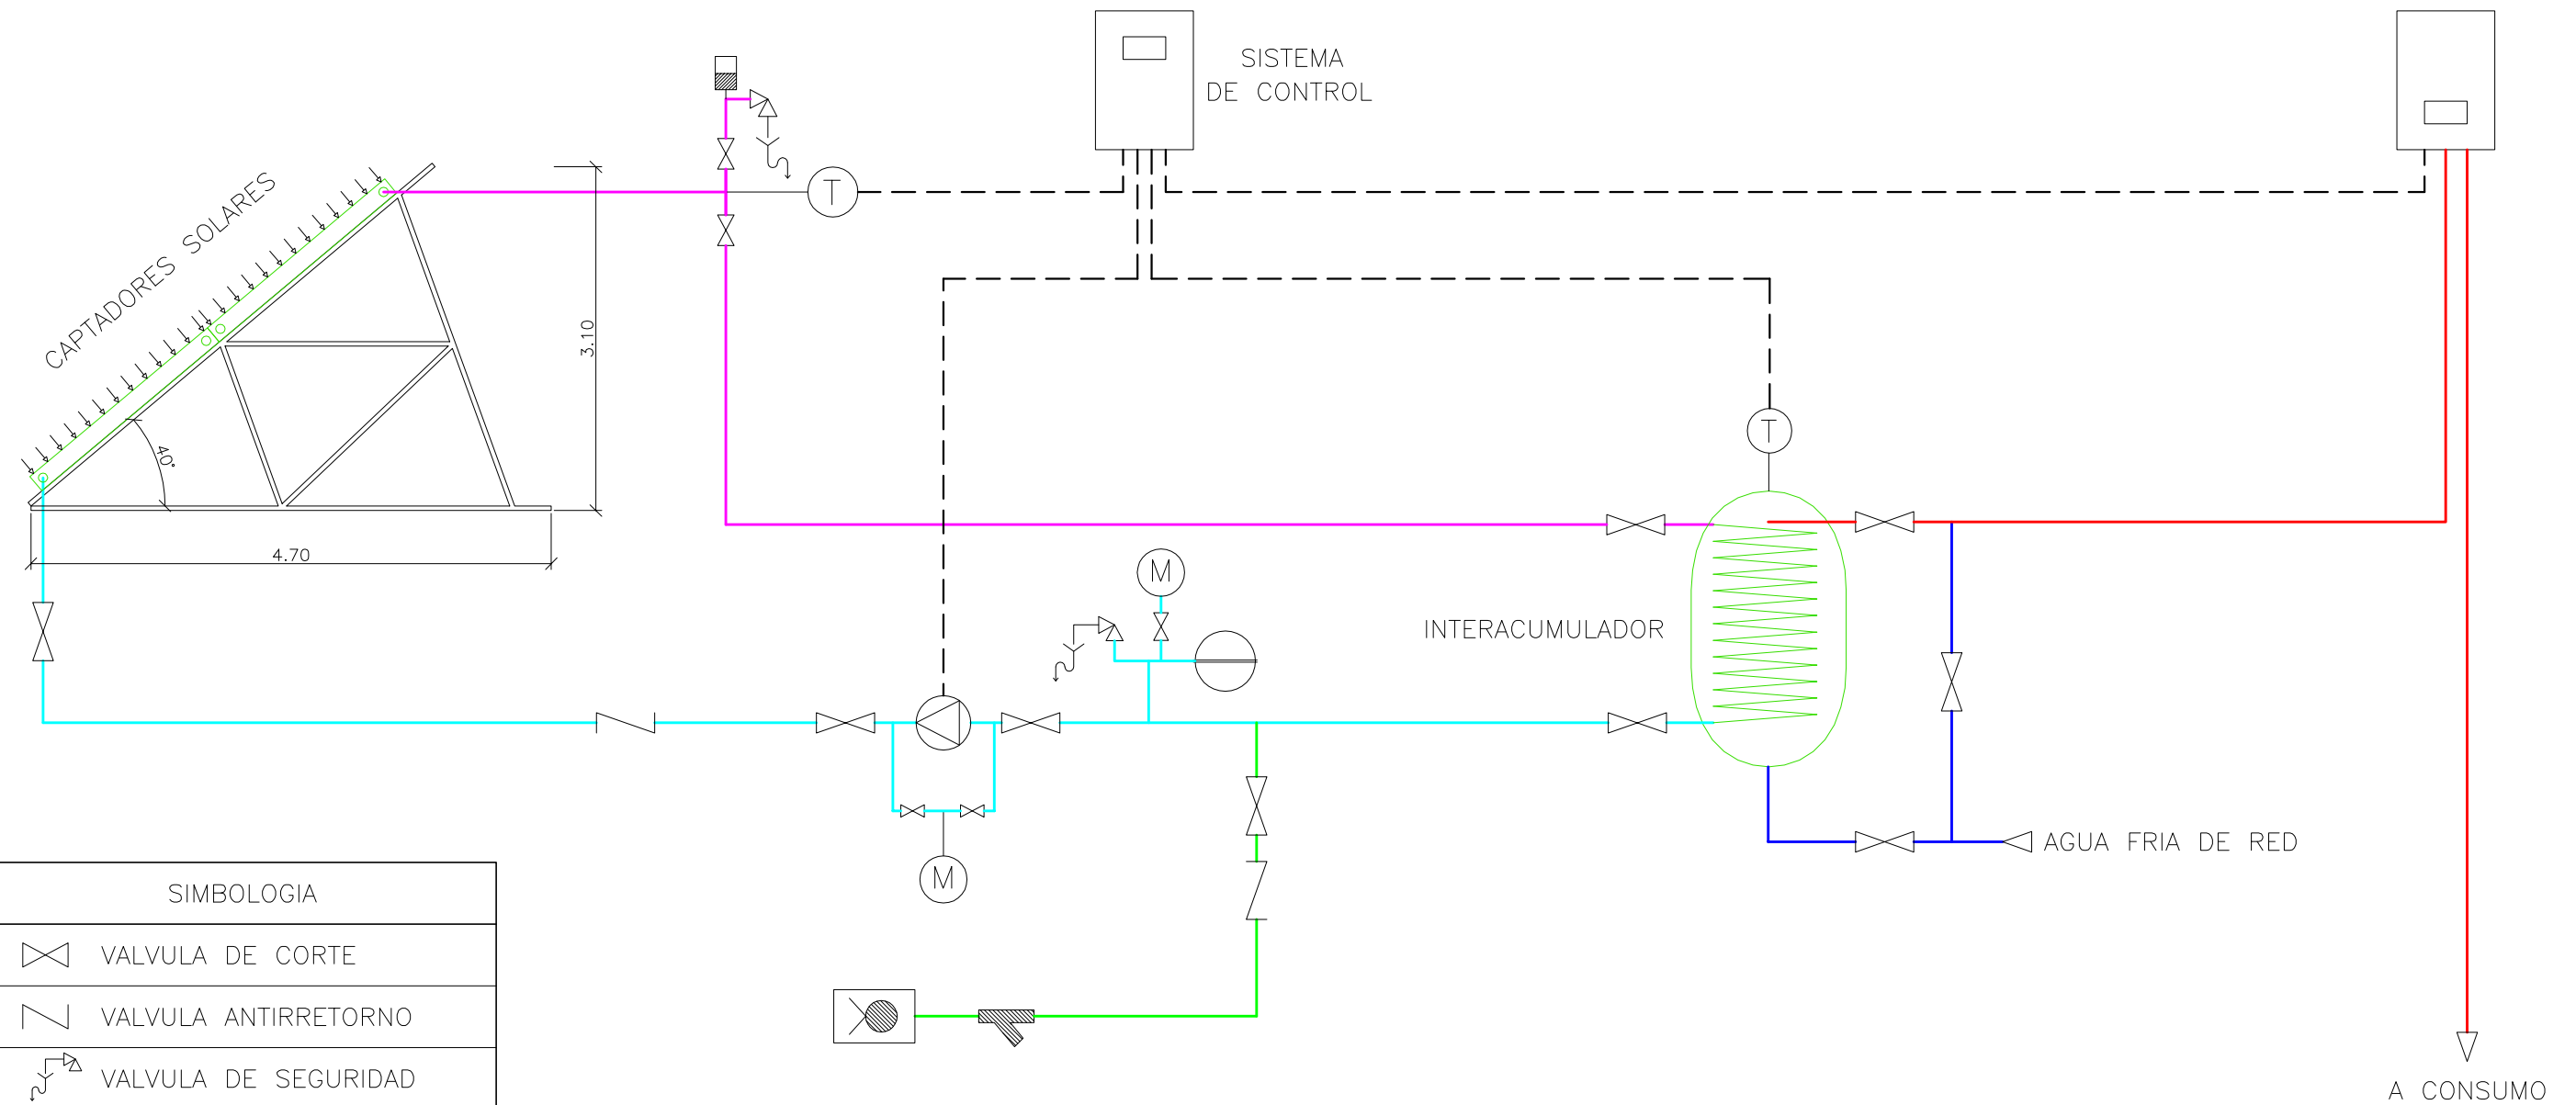 SISTEMA
DE CONTROL
CAPTADORES SOLARES
T
3.10
40°
4.70
T
M
INTERACUMULADOR
M
AGUA FRIA DE RED
SIMBOLOGIA
VALVULA DE CORTE
VALVULA ANTIRRETORNO
VALVULA DE SEGURIDAD
A CONSUMO